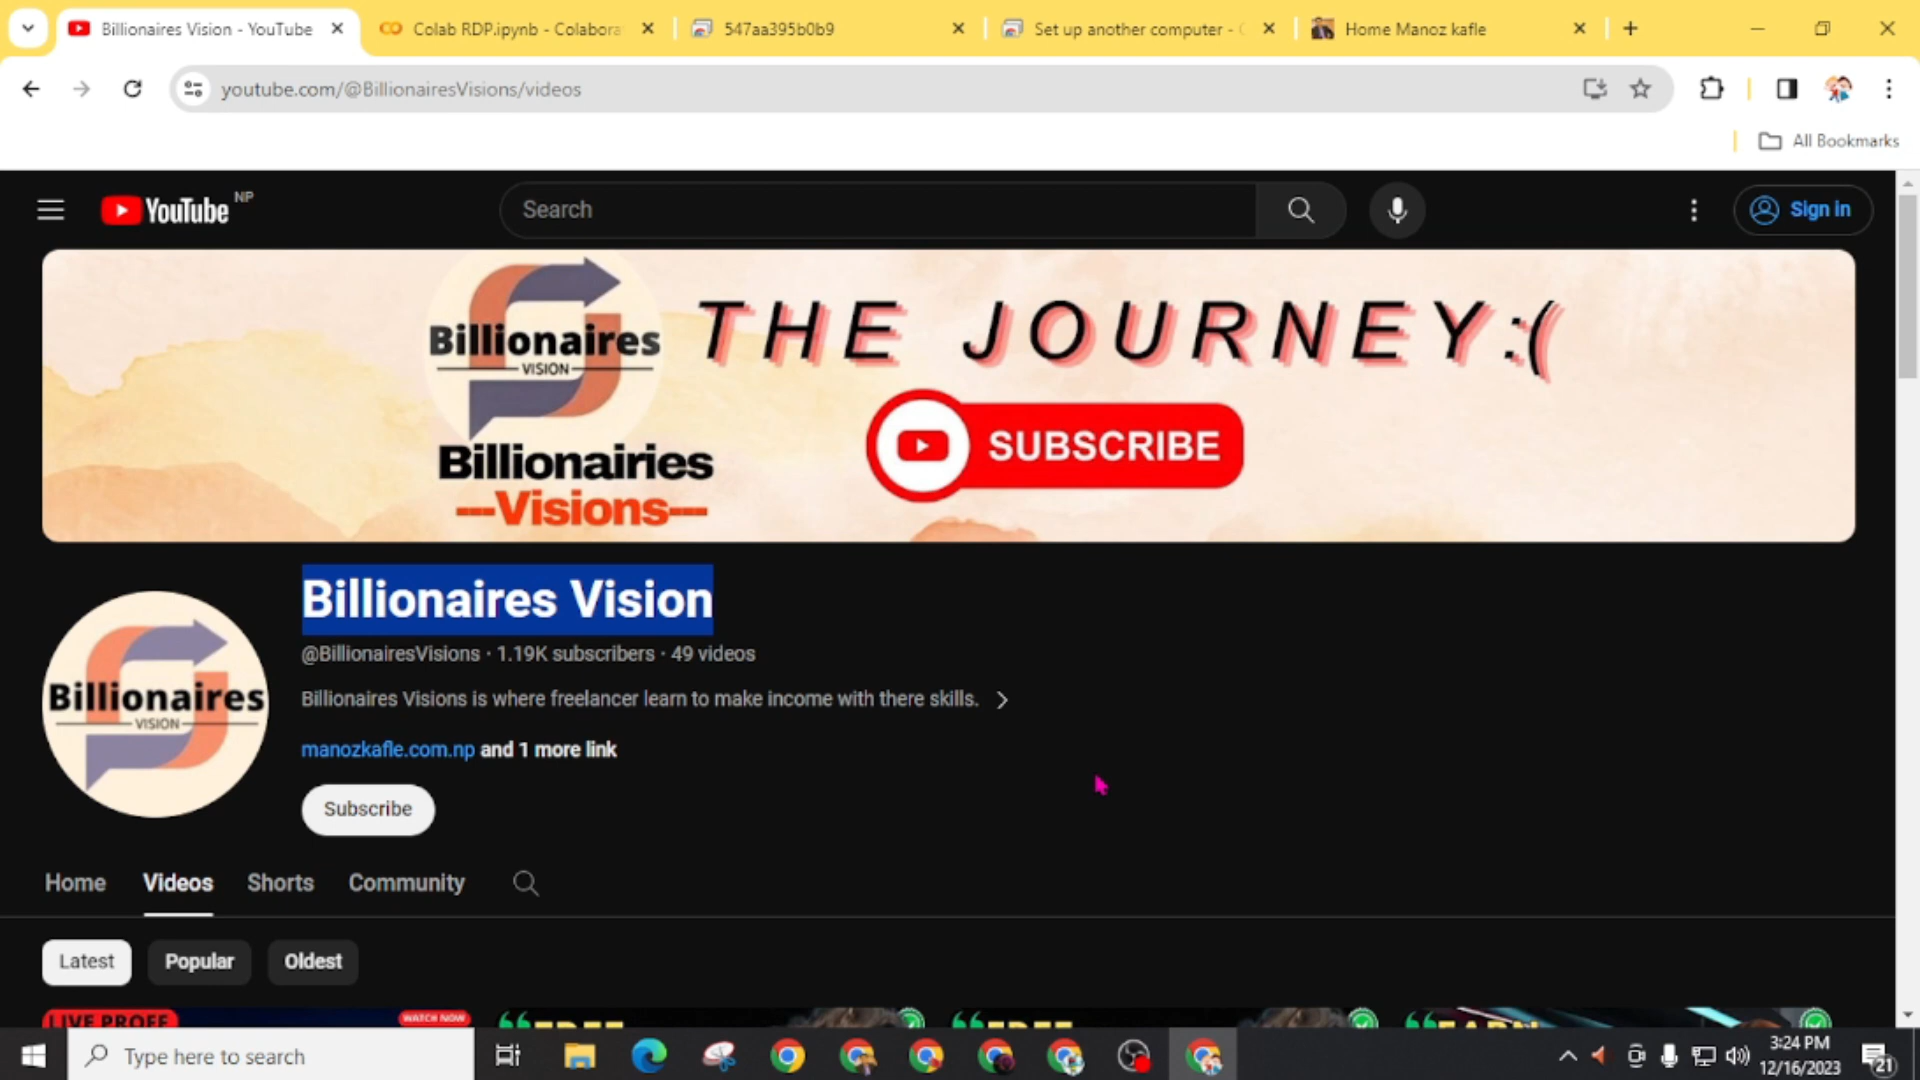 Billionaires Vision - YouTube
Colab RDP.ipynb - Colabora
547aa395b0b9
Set up another computer -
Home Manoz kafle
youtube.com/@BillionairesVisions/videos
All Bookmarks
YouTube NP
Search
Sign in
Billionaires
VISION
THE JOURNEY:(
SUBSCRIBE
Billionairies
---Visions---
Billionaires Vision
@BillionairesVisions · 1.19K subscribers · 49 videos
Billionaires Visions is where freelancer learn to make income with there skills.
manozkafle.com.np and 1 more link
Subscribe
Billionaires
VISION
Home Videos Shorts Community
Latest Popular Oldest
LIVE PROFF
WATCH NOW
Type here to search
3:24 PM
12/16/2023
21